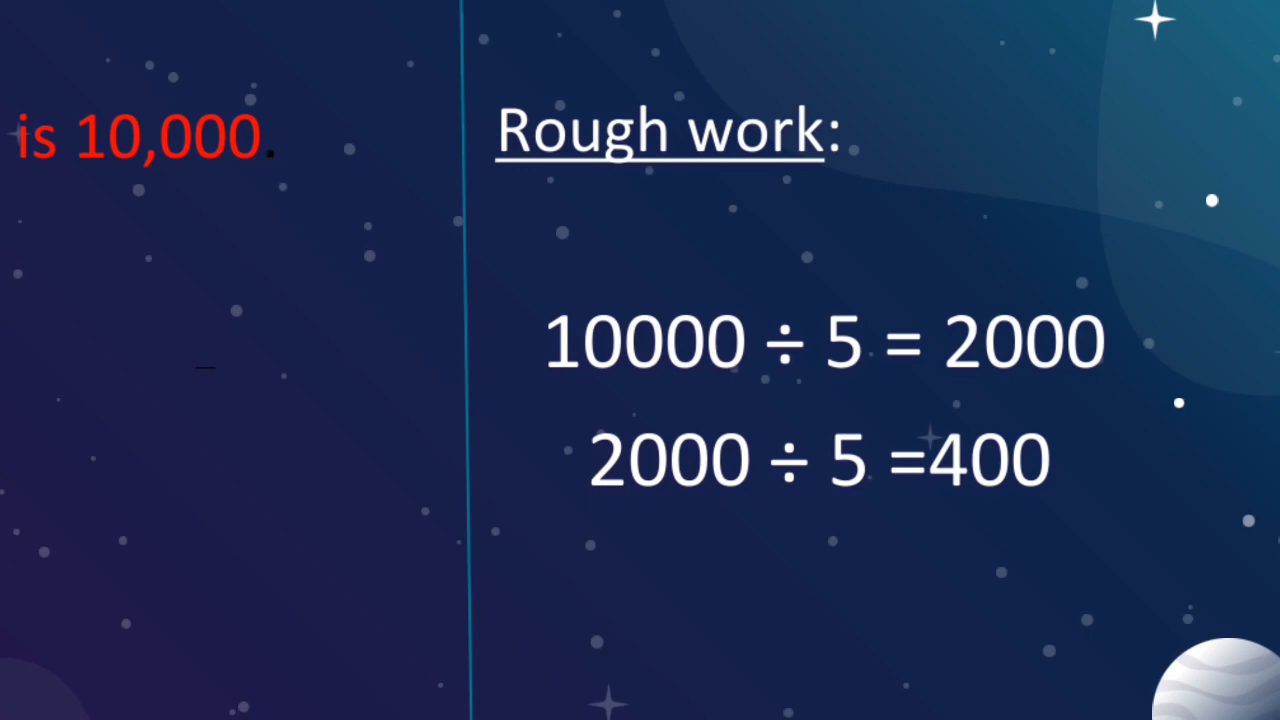 is 10,000.
Rough work:
10000 ÷ 5 = 2000
2000 ÷ 5 =400